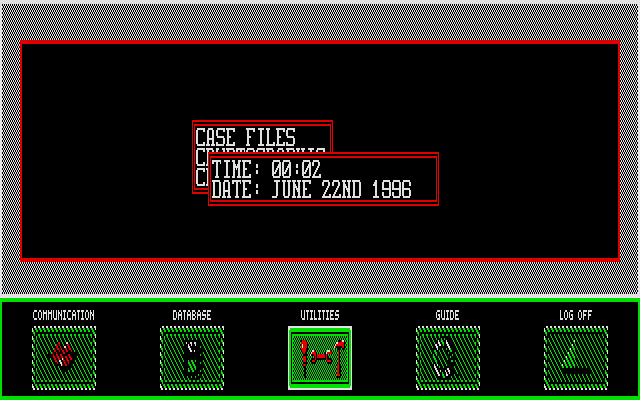 CASE FILES
TIME: 00:02
DATE: JUNE 22ND 1996
COMMUNICATION
DATABASE
UTILITIES
GUIDE
LOG OFF